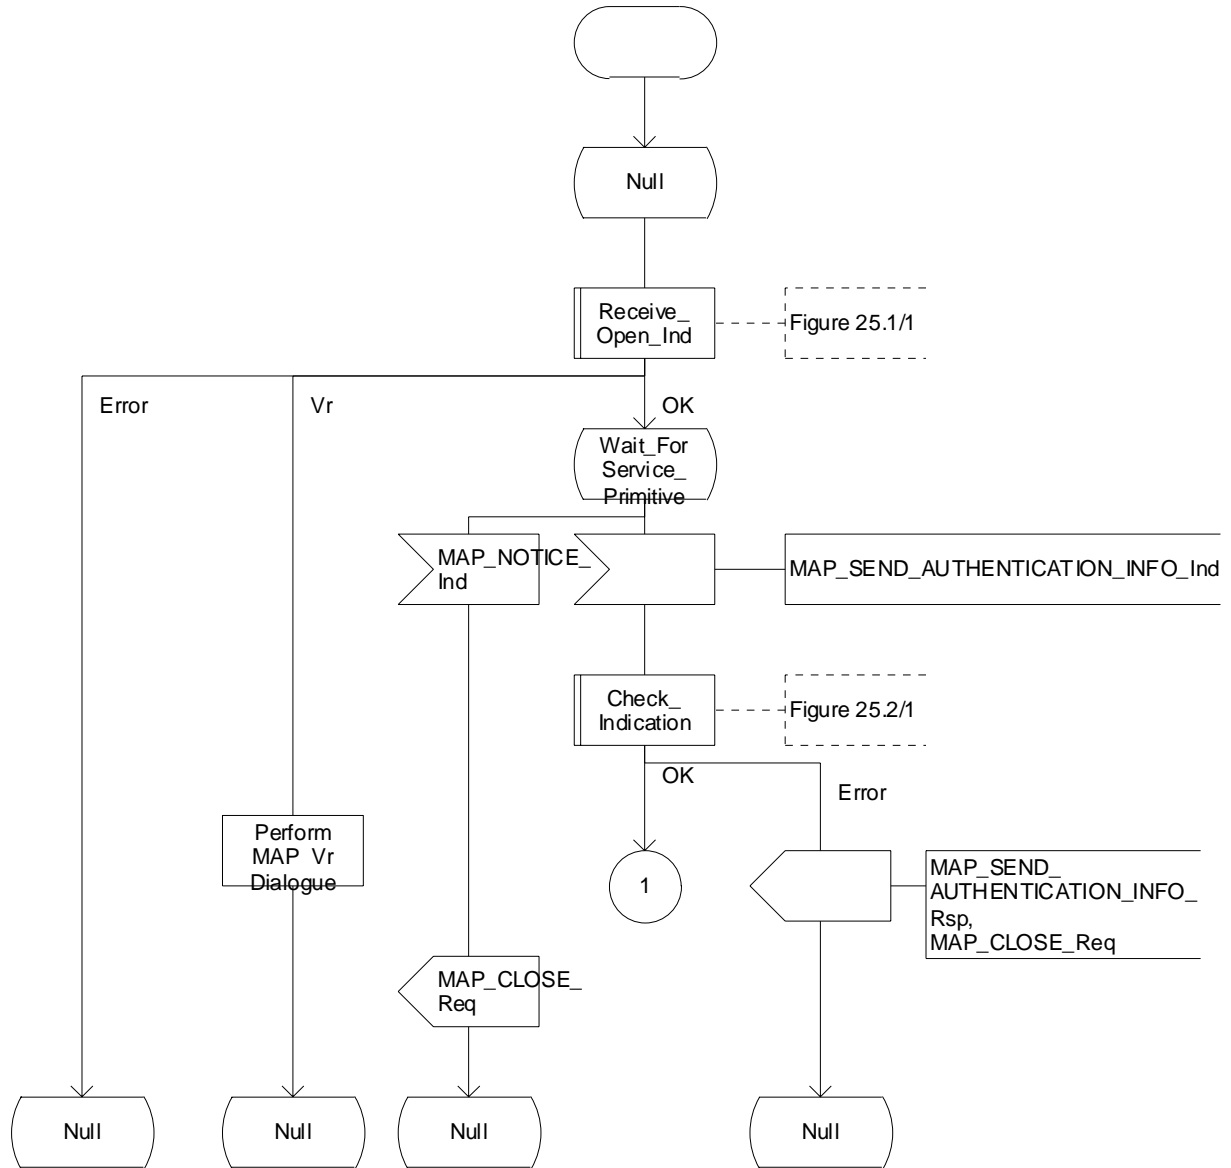 Null
Receive_
Open_Ind
Figure 25.1/1
Error
Vr
OK
Wait_For
Service_
Primitive
MAP_NOTICE_
Ind
MAP_SEND_AUTHENTICATION_INFO_Ind
Check_
Indication
Figure 25.2/1
OK
Error
Perform
MAP Vr
Dialogue
1
MAP_SEND_
AUTHENTICATION_INFO_
Rsp,
MAP_CLOSE_Req
MAP_CLOSE_
Req
Null
Null
Null
Null